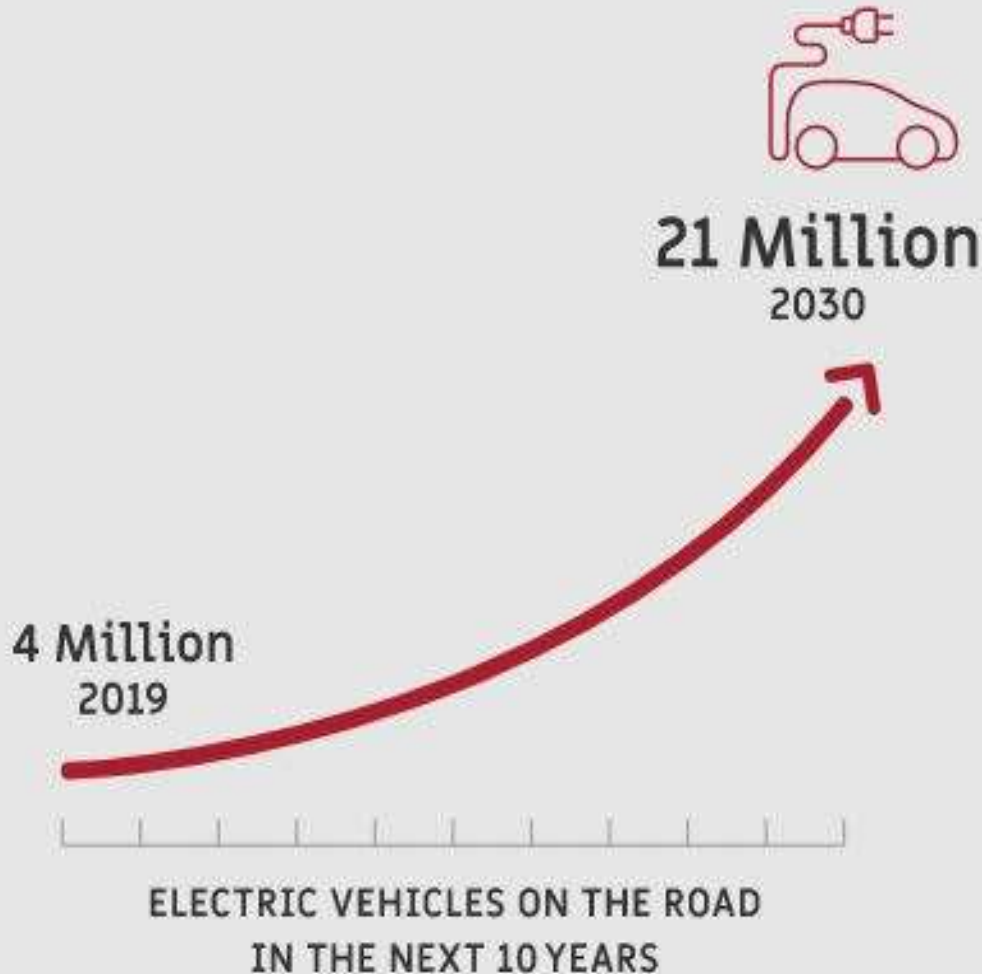 21 Million
2030
4 Million
2019
ELECTRIC VEHICLES ON THE ROAD
IN THE NEXT 10 YEARS